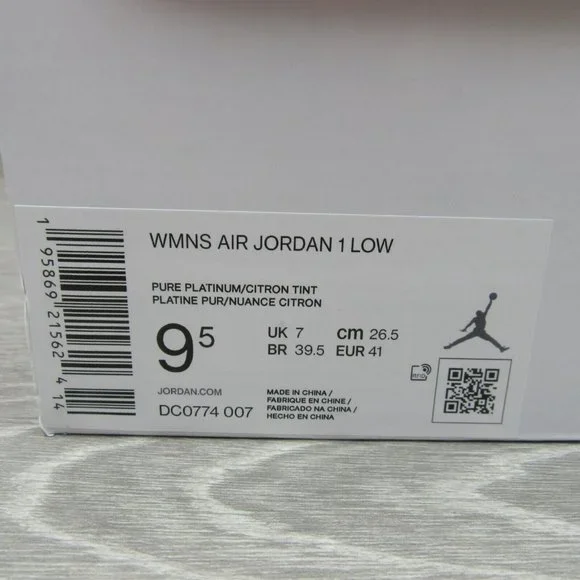 1 95869 21562 4 14
WMNS AIR JORDAN 1 LOW
PURE PLATINUM/CITRON TINT
PLATINE PUR/NUANCE CITRON
9 5
UK 7 cm 26.5
BR 39.5 EUR 41
JORDAN.COM
DC0774 007
MADE IN CHINA /
FABRIQUE EN CHINE /
FABRICADO NA CHINA /
HECHO EN CHINA
RFID